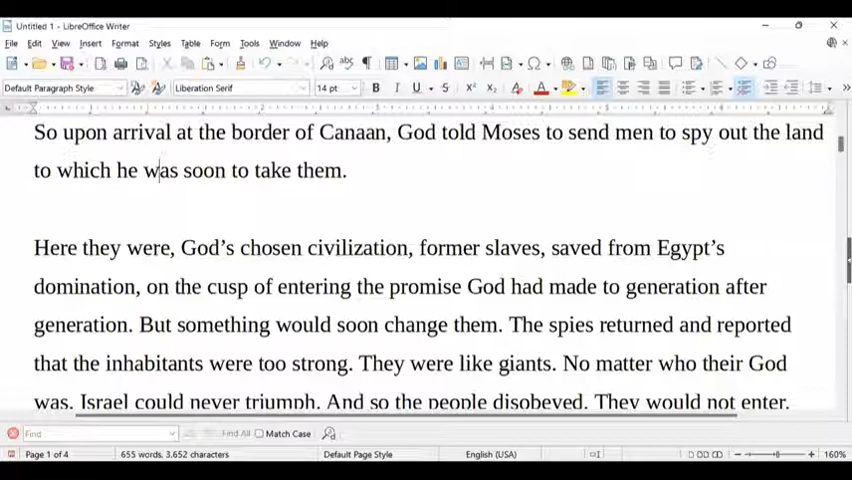 Untitled 1 - LibreOffice Writer
File Edit View Insert Format Styles Table Form Tools Window Help
Default Paragraph Style Liberation Serif 14 pt
So upon arrival at the border of Canaan, God told Moses to send men to spy out the land
to which he was soon to take them.
Here they were, God’s chosen civilization, former slaves, saved from Egypt’s
domination, on the cusp of entering the promise God had made to generation after
generation. But something would soon change them. The spies returned and reported
that the inhabitants were too strong. They were like giants. No matter who their God
was. Israel could never triumph. And so the people disobeyed. They would not enter.
Find Find All Match Case
Page 1 of 4 655 words, 3.652 characters Default Page Style English (USA) 160%